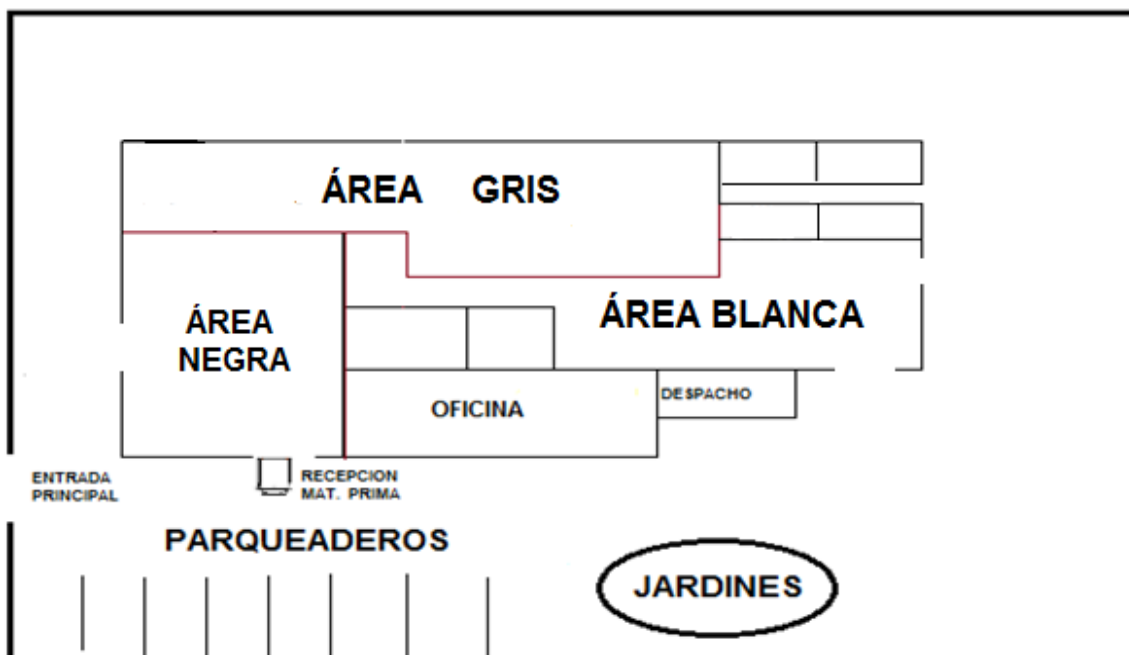 ÁREA GRIS
ÁREA
NEGRA
ÁREA BLANCA
OFICINA
DESPACHO
ENTRADA
PRINCIPAL
RECEPCION
MAT. PRIMA
PARQUEADEROS
JARDINES